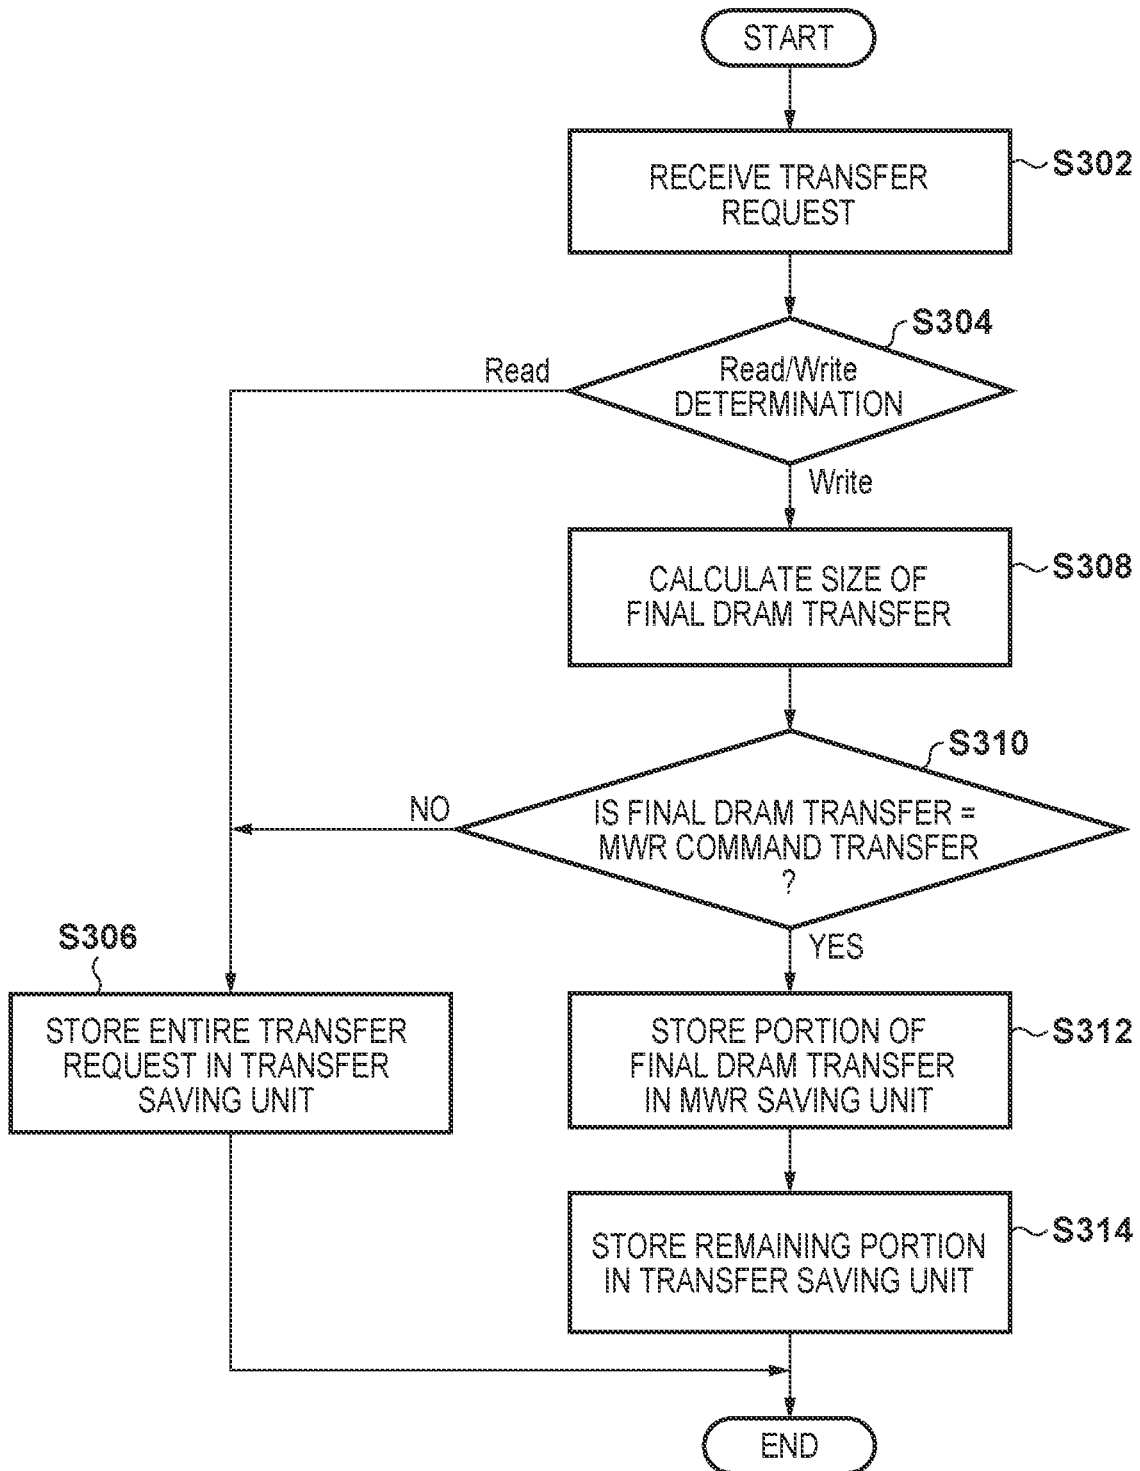 START
S302
RECEIVE TRANSFER
REQUEST
S304
Read
Read/Write
DETERMINATION
Write
S308
CALCULATE SIZE OF
FINAL DRAM TRANSFER
S310
NO
IS FINAL DRAM TRANSFER =
MWR COMMAND TRANSFER
?
YES
S306
STORE ENTIRE TRANSFER
REQUEST IN TRANSFER
SAVING UNIT
S312
STORE PORTION OF
FINAL DRAM TRANSFER
IN MWR SAVING UNIT
S314
STORE REMAINING PORTION
IN TRANSFER SAVING UNIT
END